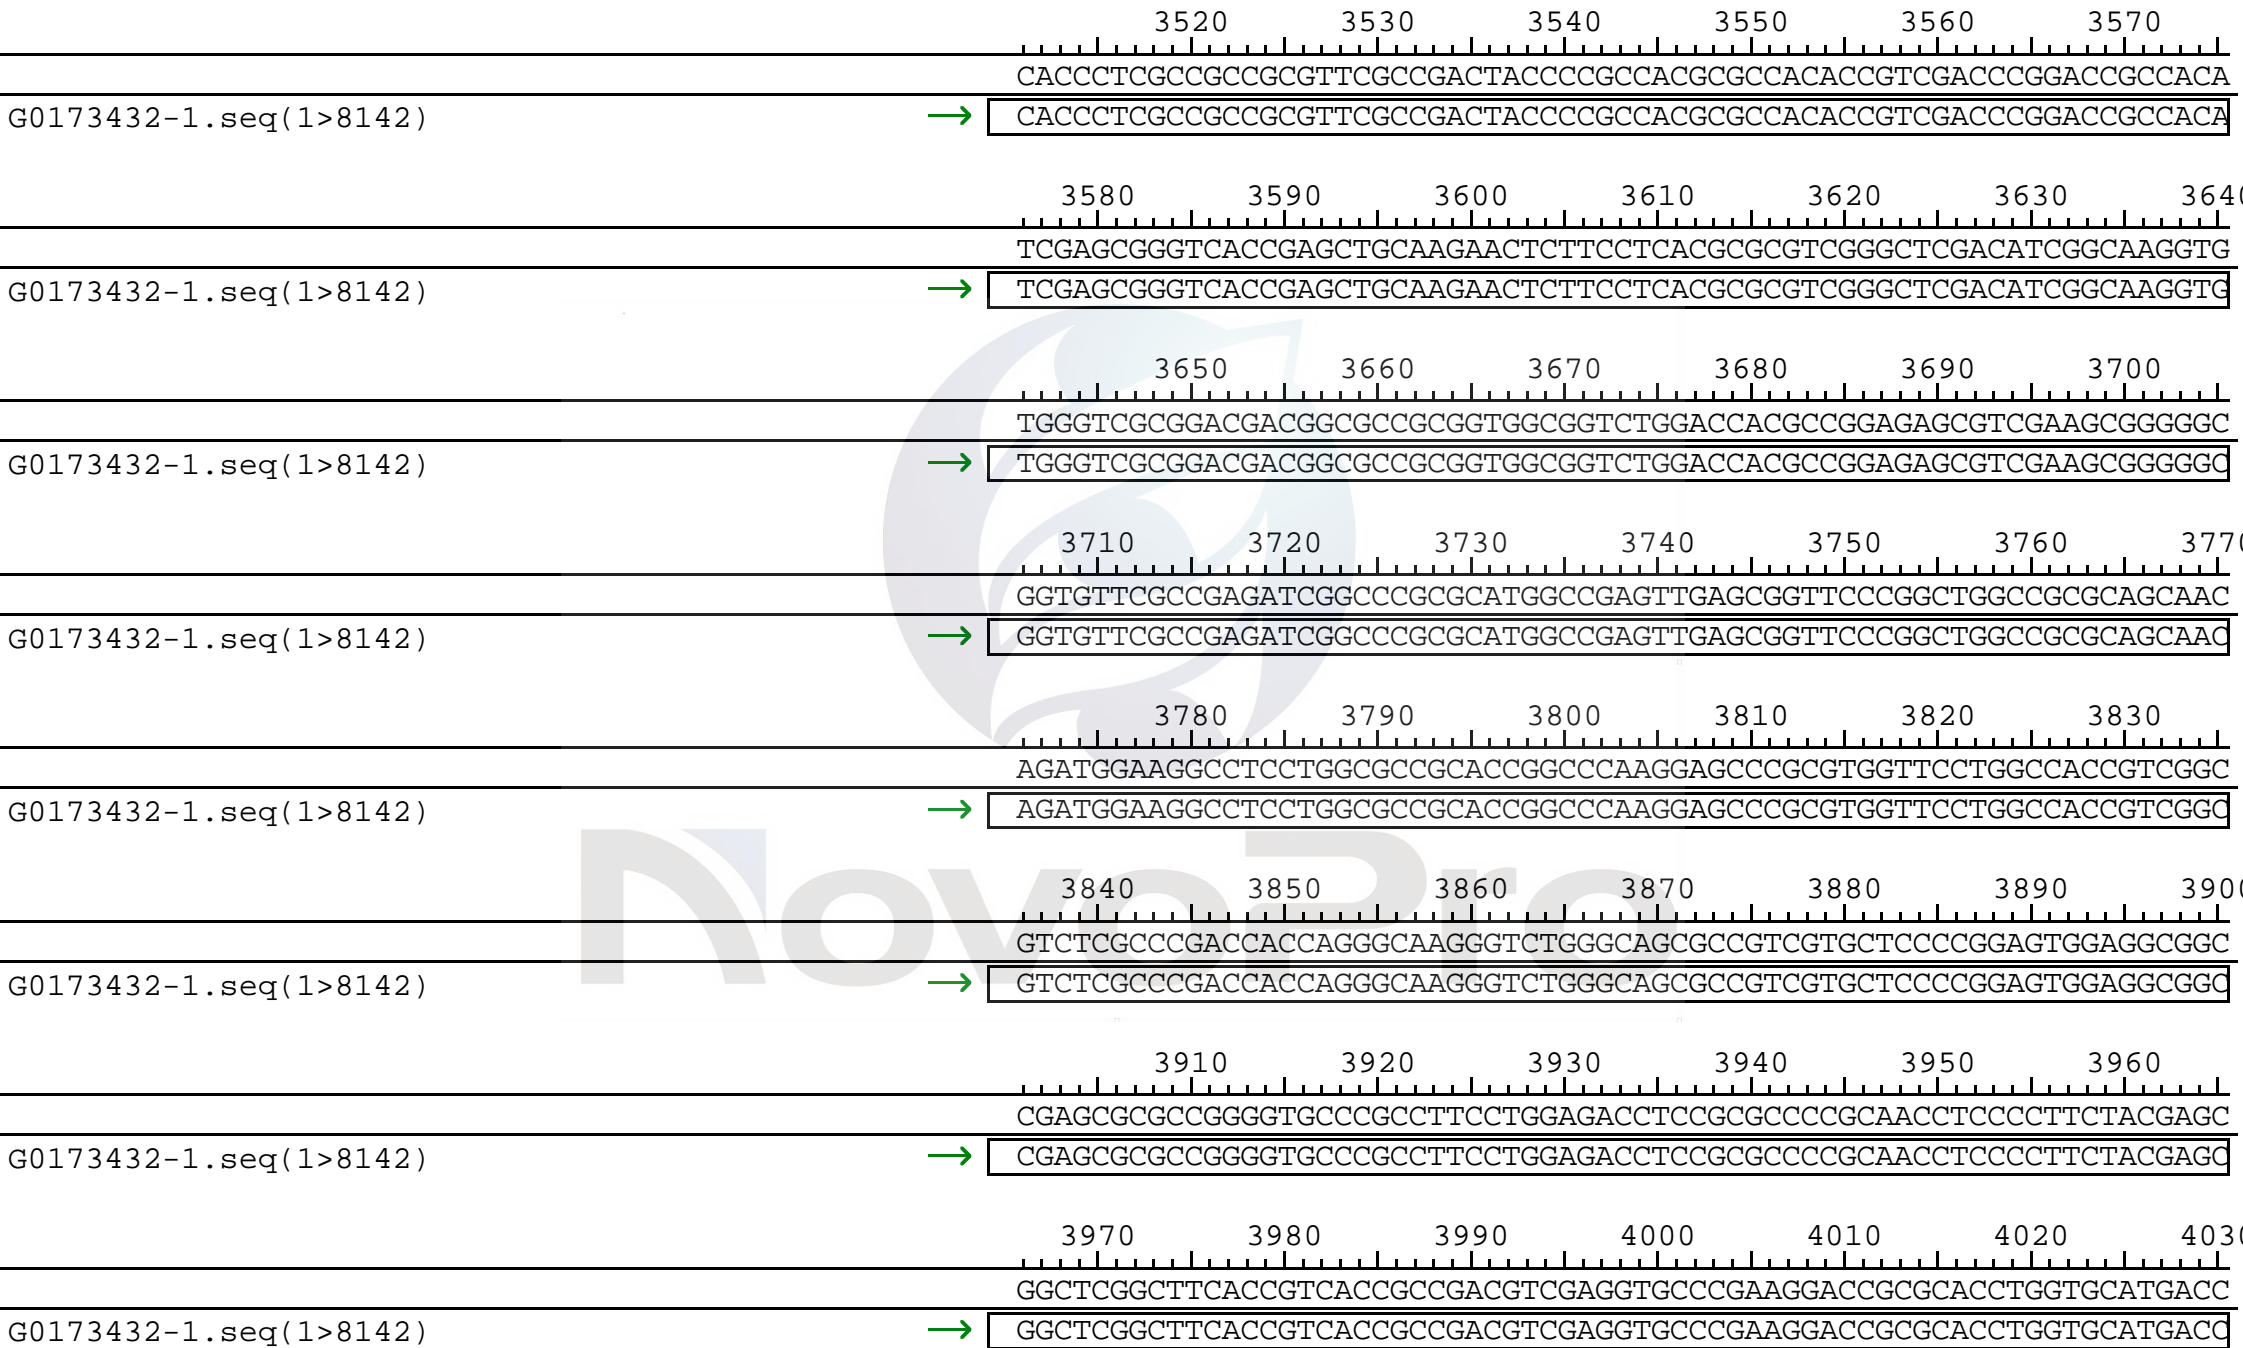 3520 3530 3540 3550 3560 3570
CACCCTCGCCGCCGCGTTCGCCGACTACCCCGCCACGCGCCACACCGTCGACCCGGACCGCCACA
G0173432-1.seq(1>8142) → CACCCTCGCCGCCGCGTTCGCCGACTACCCCGCCACGCGCCACACCGTCGACCCGGACCGCCACA
3580 3590 3600 3610 3620 3630 3640
TCGAGCGGGTCACCGAGCTGCAAGAACTCTTCCTCACGCGCGTCGGGCTCGACATCGGCAAGGTG
G0173432-1.seq(1>8142) → TCGAGCGGGTCACCGAGCTGCAAGAACTCTTCCTCACGCGCGTCGGGCTCGACATCGGCAAGGTG
3650 3660 3670 3680 3690 3700
TGGGTCGCGGACGACGGCGCCGCGGTGGCGGTCTGGACCACGCCGGAGAGCGTCGAAGCGGGGGC
G0173432-1.seq(1>8142) → TGGGTCGCGGACGACGGCGCCGCGGTGGCGGTCTGGACCACGCCGGAGAGCGTCGAAGCGGGGGC
3710 3720 3730 3740 3750 3760 3770
GGTGTTCGCCGAGATCGGCCCGCGCATGGCCGAGTTGAGCGGTTCCCGGCTGGCCGCGCAGCAAC
G0173432-1.seq(1>8142) → GGTGTTCGCCGAGATCGGCCCGCGCATGGCCGAGTTGAGCGGTTCCCGGCTGGCCGCGCAGCAAC
3780 3790 3800 3810 3820 3830
AGATGGAAGGCCTCCTGGCGCCGCACCGGCCCAAGGAGCCCGCGTGGTTCCTGGCCACCGTCGGC
G0173432-1.seq(1>8142) → AGATGGAAGGCCTCCTGGCGCCGCACCGGCCCAAGGAGCCCGCGTGGTTCCTGGCCACCGTCGGC
NovoPro
3840 3850 3860 3870 3880 3890 3900
GTCTCGCCCGACCACCAGGGCAAGGGTCTGGGCAGCGCCGTCGTGCTCCCCGGAGTGGAGGCGGC
G0173432-1.seq(1>8142) → GTCTCGCCCGACCACCAGGGCAAGGGTCTGGGCAGCGCCGTCGTGCTCCCCGGAGTGGAGGCGGC
3910 3920 3930 3940 3950 3960
CGAGCGCGCCGGGGTGCCCGCCTTCCTGGAGACCTCCGCGCCCCGCAACCTCCCCTTCTACGAGC
G0173432-1.seq(1>8142) → CGAGCGCGCCGGGGTGCCCGCCTTCCTGGAGACCTCCGCGCCCCGCAACCTCCCCTTCTACGAGC
3970 3980 3990 4000 4010 4020 4030
GGCTCGGCTTCACCGTCACCGCCGACGTCGAGGTGCCCGAAGGACCGCGCACCTGGTGCATGACC
G0173432-1.seq(1>8142) → GGCTCGGCTTCACCGTCACCGCCGACGTCGAGGTGCCCGAAGGACCGCGCACCTGGTGCATGACC